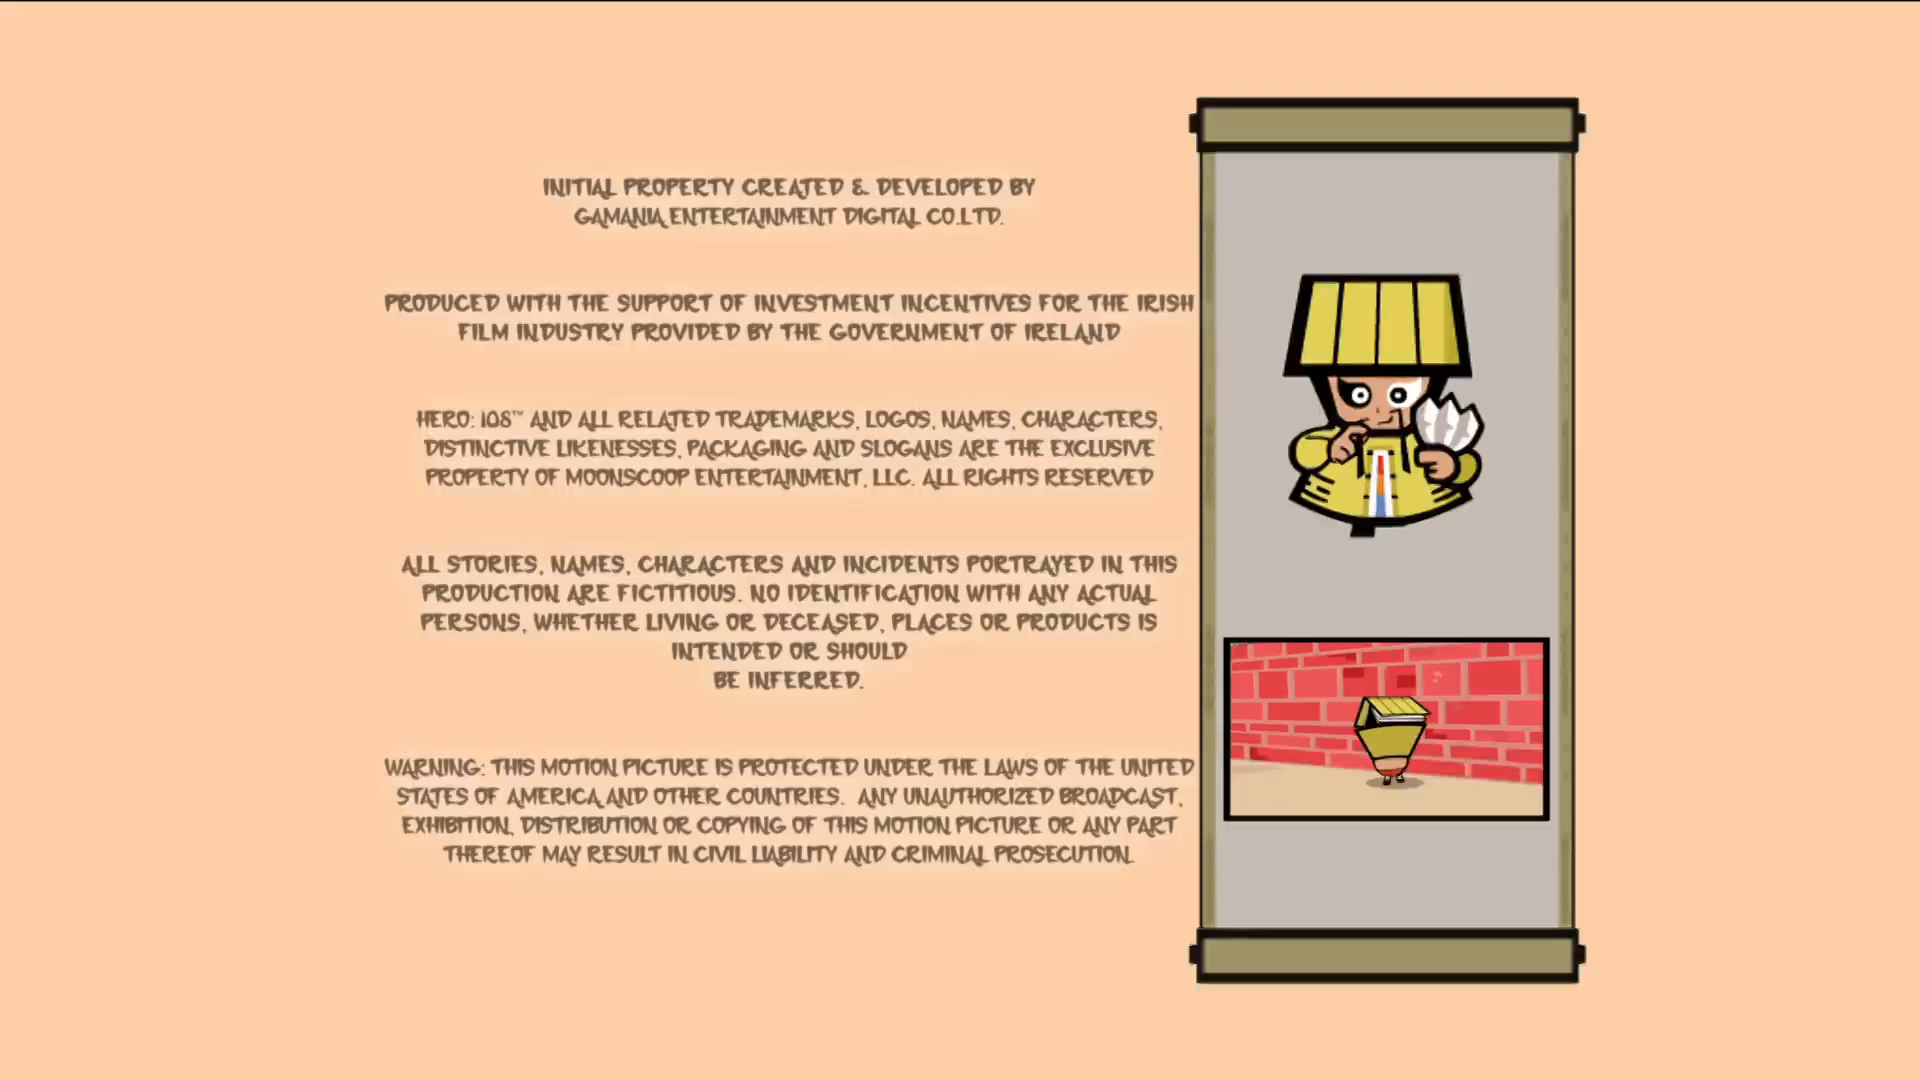 INITIAL PROPERTY CREATED & DEVELOPED BY
GAMANIA ENTERTAINMENT DIGITAL CO.LTD.
PRODUCED WITH THE SUPPORT OF INVESTMENT INCENTIVES FOR THE IRISH
FILM INDUSTRY PROVIDED BY THE GOVERNMENT OF IRELAND
HERO: 108™ AND ALL RELATED TRADEMARKS, LOGOS, NAMES, CHARACTERS,
DISTINCTIVE LIKENESSES, PACKAGING AND SLOGANS ARE THE EXCLUSIVE
PROPERTY OF MOONSCOOP ENTERTAINMENT, LLC. ALL RIGHTS RESERVED
ALL STORIES, NAMES, CHARACTERS AND INCIDENTS PORTRAYED IN THIS
PRODUCTION ARE FICTITIOUS. NO IDENTIFICATION WITH ANY ACTUAL
PERSONS, WHETHER LIVING OR DECEASED, PLACES OR PRODUCTS IS
INTENDED OR SHOULD
BE INFERRED.
WARNING: THIS MOTION PICTURE IS PROTECTED UNDER THE LAWS OF THE UNITED
STATES OF AMERICA AND OTHER COUNTRIES. ANY UNAUTHORIZED BROADCAST,
EXHIBITION, DISTRIBUTION OR COPYING OF THIS MOTION PICTURE OR ANY PART
THEREOF MAY RESULT IN CIVIL LIABILITY AND CRIMINAL PROSECUTION.